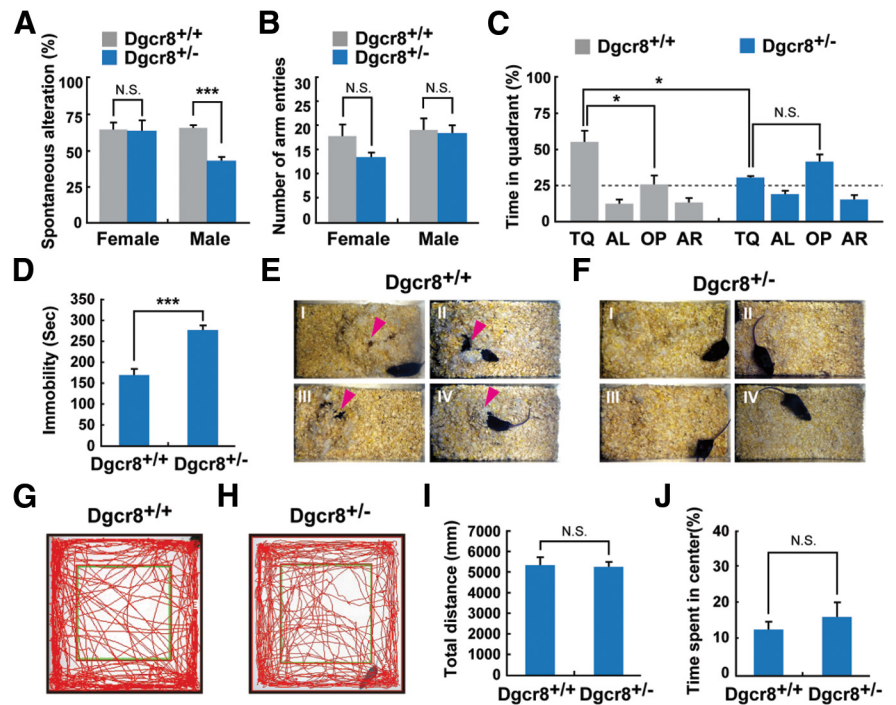 A
Dgcr8+/+
Dgcr8+/-
Spontaneous alteration (%)
100
75
50
25
0
N.S.
***
Female Male
B
Dgcr8+/+
Dgcr8+/-
Number of arm entries
30
25
20
15
10
5
0
N.S.
N.S.
Female Male
C
Dgcr8+/+
Dgcr8+/-
Time in quadrant (%)
100
75
50
25
0
*
*
N.S.
TQ AL OP AR TQ AL OP AR
D
Immobility (Sec)
350
300
250
200
150
100
50
0
***
Dgcr8+/+ Dgcr8+/-
E
Dgcr8+/+
I
II
III
IV
F
Dgcr8+/-
I
II
III
IV
G
Dgcr8+/+
H
Dgcr8+/-
I
Total distance (mm)
7000
6000
5000
4000
3000
2000
1000
0
N.S.
Dgcr8+/+ Dgcr8+/-
J
Time spent in center(%)
40
30
20
10
0
N.S.
Dgcr8+/+ Dgcr8+/-